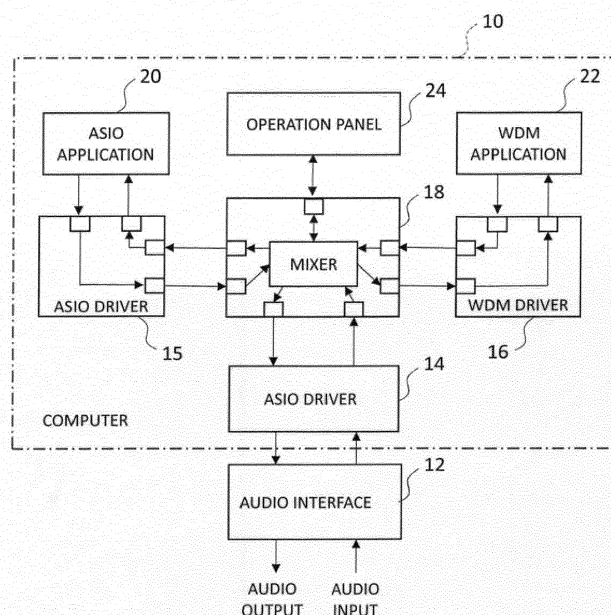 10
20
24
22
ASIO
APPLICATION
OPERATION PANEL
WDM
APPLICATION
18
MIXER
ASIO DRIVER
WDM DRIVER
15
16
14
ASIO DRIVER
COMPUTER
12
AUDIO INTERFACE
AUDIO
OUTPUT
AUDIO
INPUT